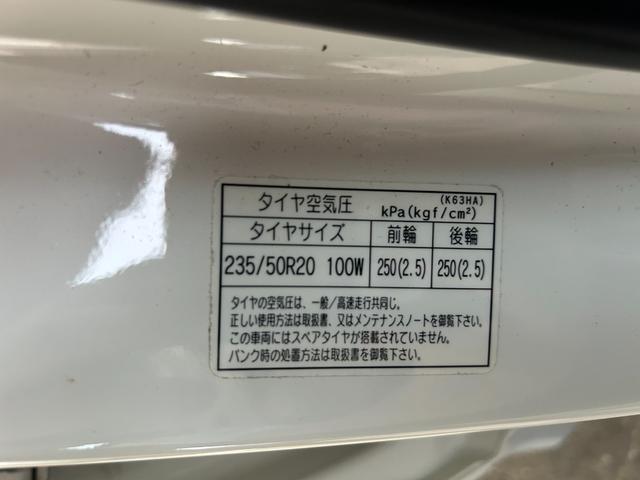 タイヤ空気圧 kPa(kgf/cm²) (K63HA)
タイヤサイズ 前輪 後輪
235/50R20 100W 250(2.5) 250(2.5)
タイヤの空気圧は、一般/高速走行共同じ。
正しい使用方法は取扱書、又はメンテナンスノートを御覧下さい。
この車両にはスペアタイヤが搭載されていません。
パンク時の処置方法は取扱書を御覧下さい。